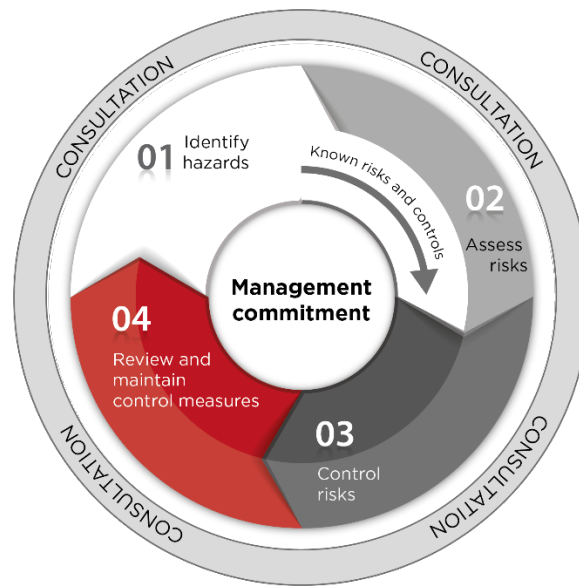 CONSULTATION
CONSULTATION
01 Identify
hazards
Known risks and controls
02
Assess
risks
Management
commitment
04
Review and
maintain
control measures
03
Control
risks
CONSULTATION
CONSULTATION